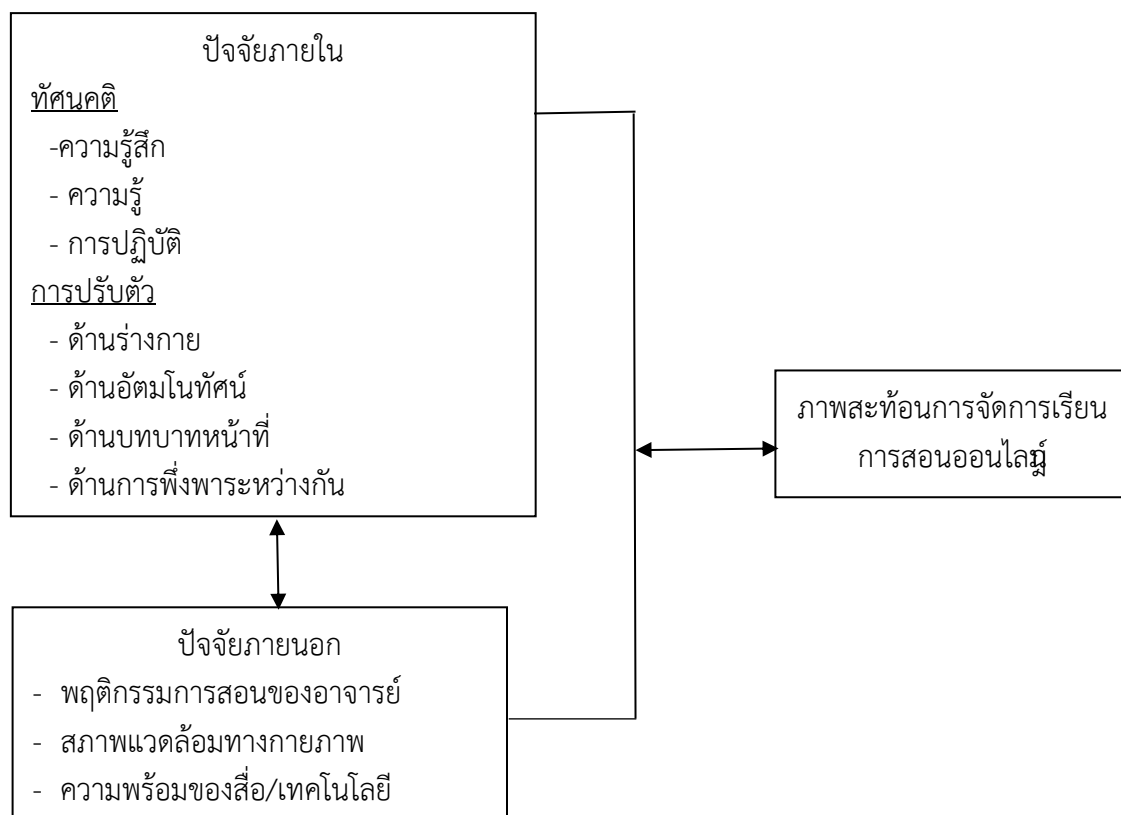 ปัจจัยภายใน
ทัศนคติ
-ความรู้สึก
- ความรู้
- การปฏิบัติ
การปรับตัว
- ด้านร่างกาย
- ด้านอัตมโนทัศน์
- ด้านบทบาทหน้าที่
- ด้านการพึ่งพาระหว่างกัน
ภาพสะท้อนการจัดการเรียน
การสอนออนไลน์
ปัจจัยภายนอก
- พฤติกรรมการสอนของอาจารย์
- สภาพแวดล้อมทางกายภาพ
- ความพร้อมของสื่อ/เทคโนโลยี